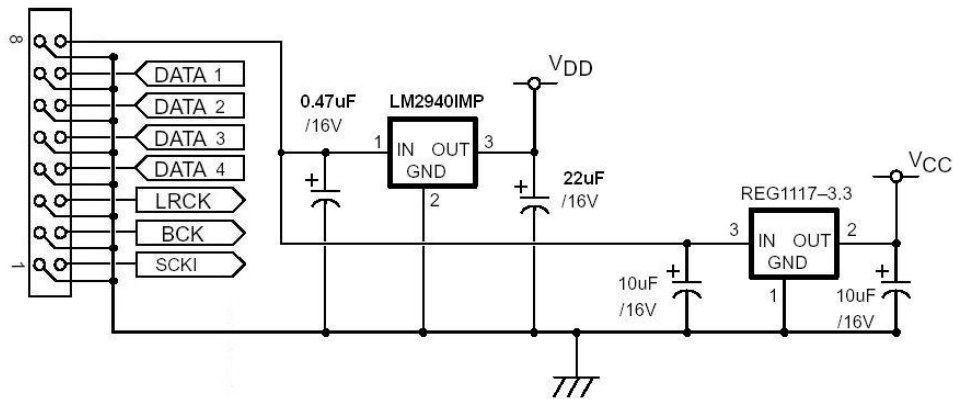 8
DATA 1
DATA 2
DATA 3
DATA 4
LRCK
BCK
SCKI
1
0.47uF
/16V
LM2940IMP
1 IN OUT 3
GND
2
VDD
22uF
/16V
REG1117–3.3
3 IN OUT 2
GND
1
VCC
10uF
/16V
10uF
/16V